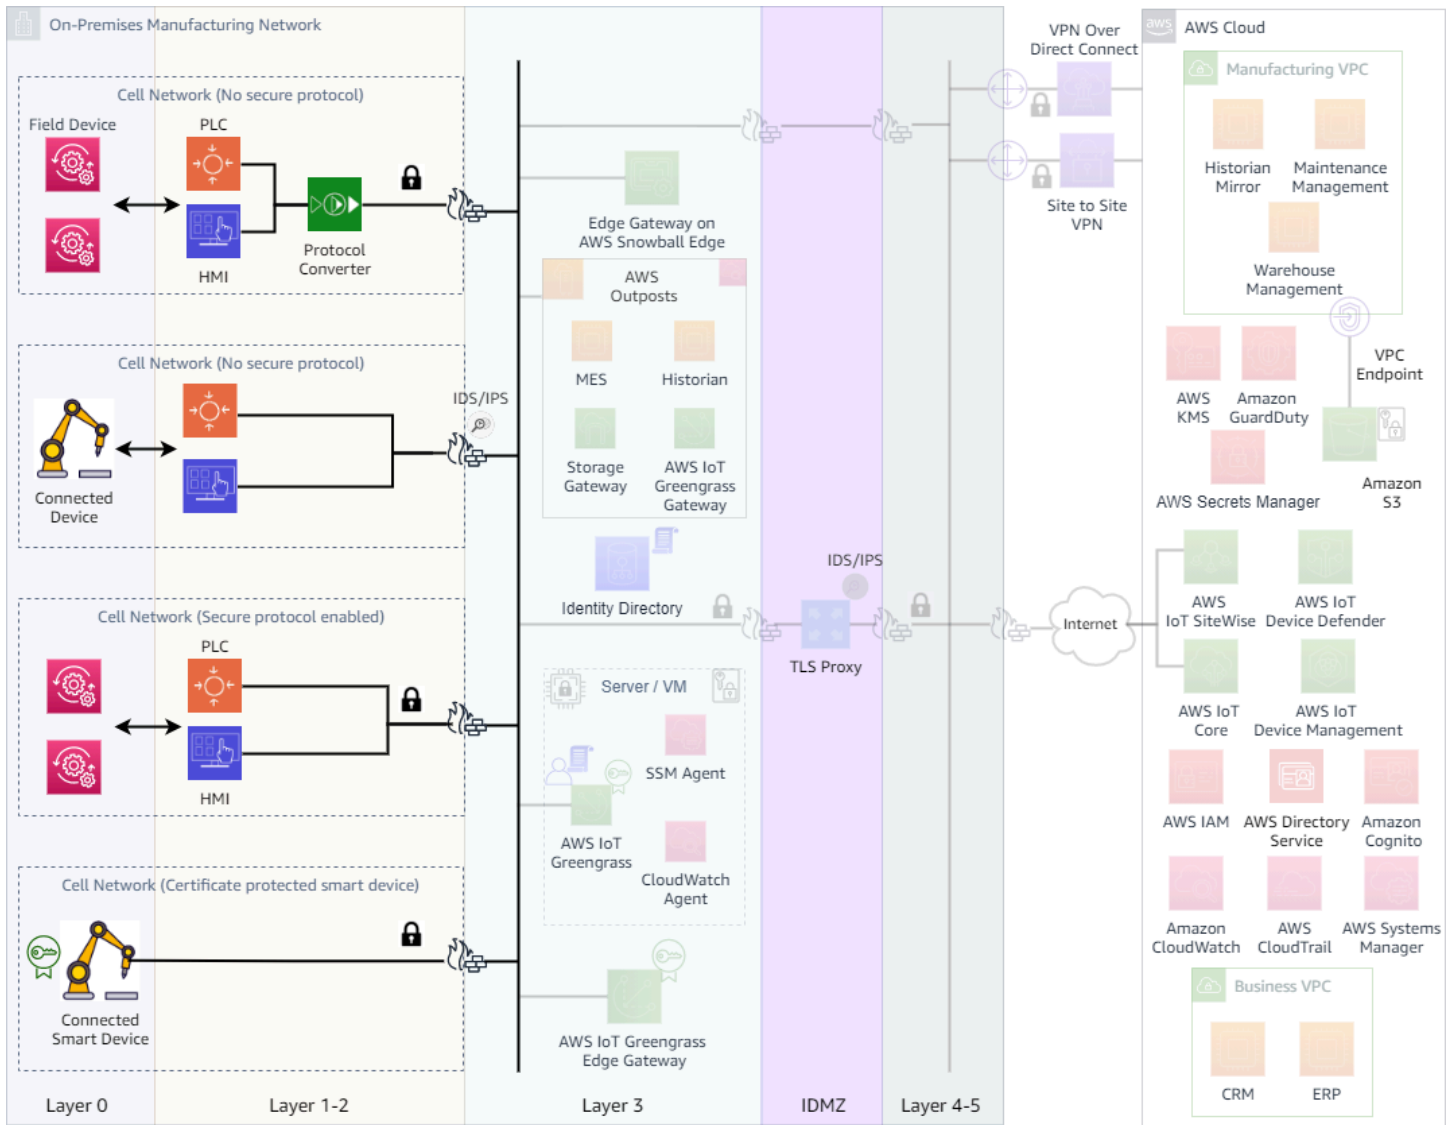 On-Premises Manufacturing Network
Cell Network (No secure protocol)
Field Device
PLC
HMI
Protocol
Converter
Cell Network (No secure protocol)
Connected
Device
IDS/IPS
Cell Network (Secure protocol enabled)
PLC
HMI
Cell Network (Certificate protected smart device)
Connected
Smart Device
Edge Gateway on
AWS Snowball Edge
AWS
Outposts
MES
Historian
Storage
Gateway
AWS IoT
Greengrass
Gateway
Identity Directory
Server / VM
SSM Agent
AWS IoT
Greengrass
CloudWatch
Agent
AWS IoT Greengrass
Edge Gateway
IDS/IPS
TLS Proxy
Layer 0
Layer 1-2
Layer 3
IDMZ
Layer 4-5
VPN Over
Direct Connect
Site to Site
VPN
Internet
aws
AWS Cloud
Manufacturing VPC
Historian
Mirror
Maintenance
Management
Warehouse
Management
VPC
Endpoint
AWS
KMS
Amazon
GuardDuty
AWS Secrets Manager
Amazon
S3
AWS
IoT SiteWise
AWS IoT
Device Defender
AWS IoT
Core
AWS IoT
Device Management
AWS IAM
AWS Directory
Service
Amazon
Cognito
Amazon
CloudWatch
AWS
CloudTrail
AWS Systems
Manager
Business VPC
CRM
ERP